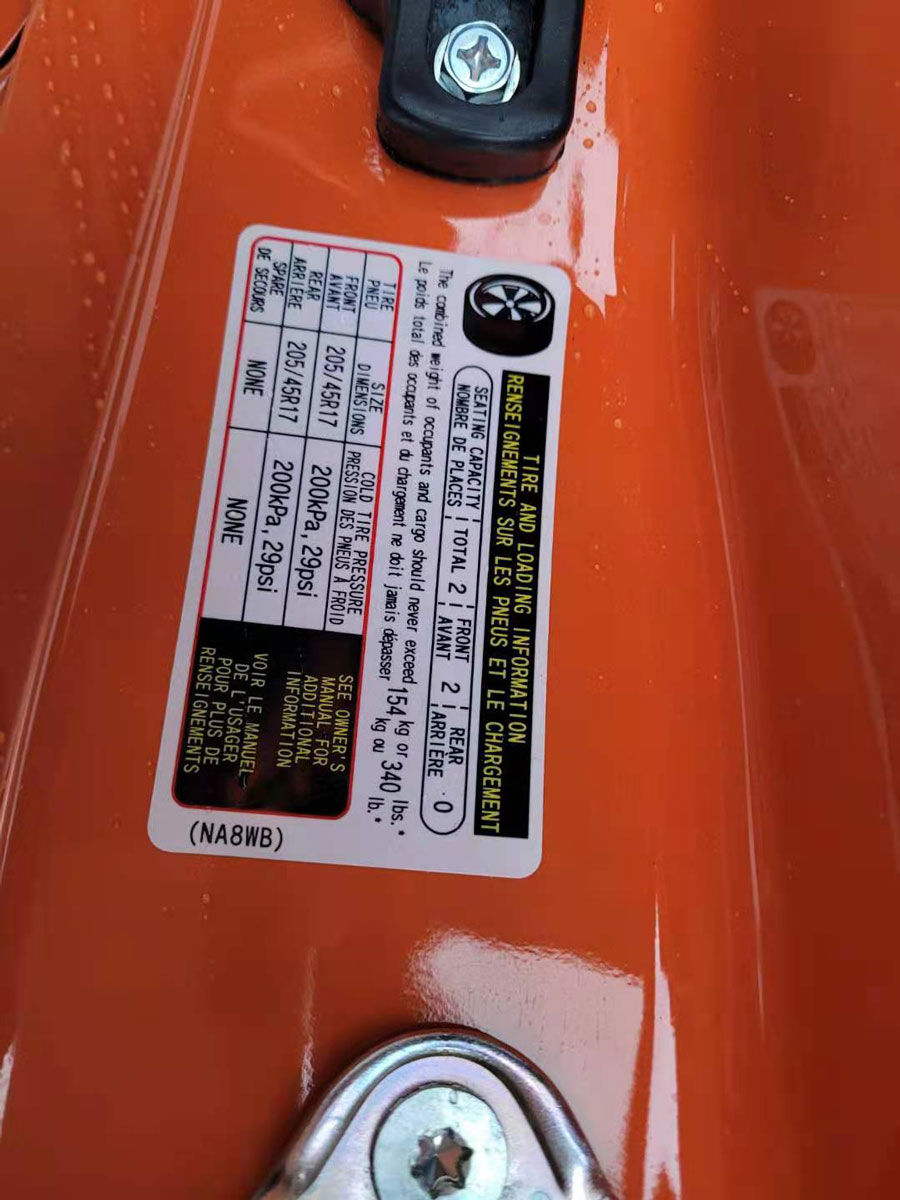 TIRE AND LOADING INFORMATION
RENSEIGNEMENTS SUR LES PNEUS ET LE CHARGEMENT
SEATING CAPACITY TOTAL 2 FRONT 2 REAR 0
NOMBRE DE PLACES AVANT ARRIÈRE
The combined weight of occupants and cargo should never exceed 154 kg or 340 lbs.*
Le poids total des occupants et du chargement ne doit jamais dépasser kg ou lb.*
TIRE SIZE COLD TIRE PRESSURE
PNEU DIMENSIONS PRESSION DES PNEUS À FROID
FRONT 205/45R17 200kPa, 29psi
AVANT
REAR 205/45R17 200kPa, 29psi
ARRIÈRE
SPARE NONE NONE
DE SECOURS
SEE OWNER'S
MANUAL FOR
ADDITIONAL
INFORMATION
VOIR LE MANUEL
DE L'USAGER
POUR PLUS DE
RENSEIGNEMENTS
(NA8WB)